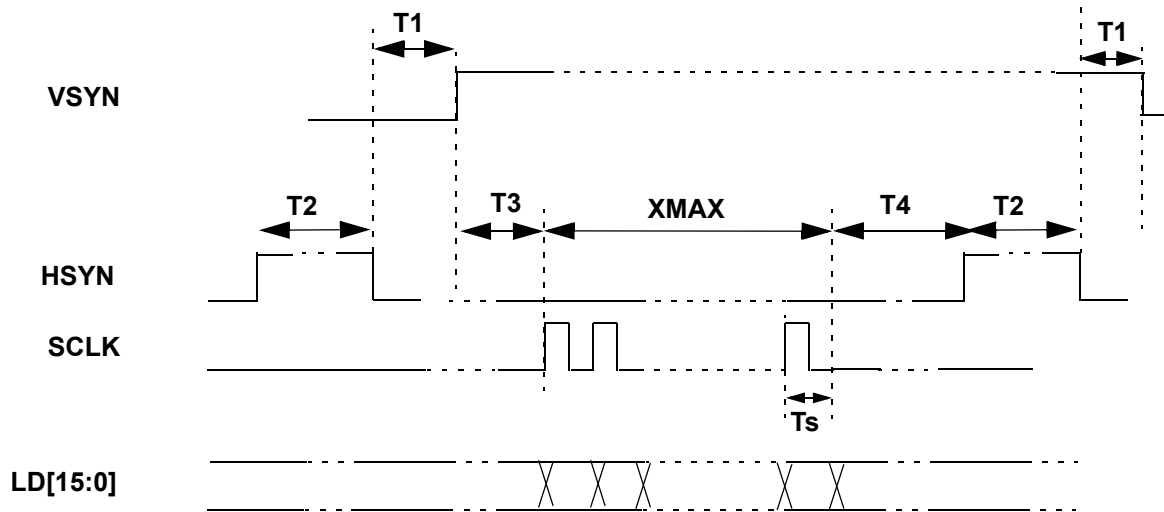 T1
T1
VSYN
T2
T3
XMAX
T4
T2
HSYN
SCLK
Ts
LD[15:0]